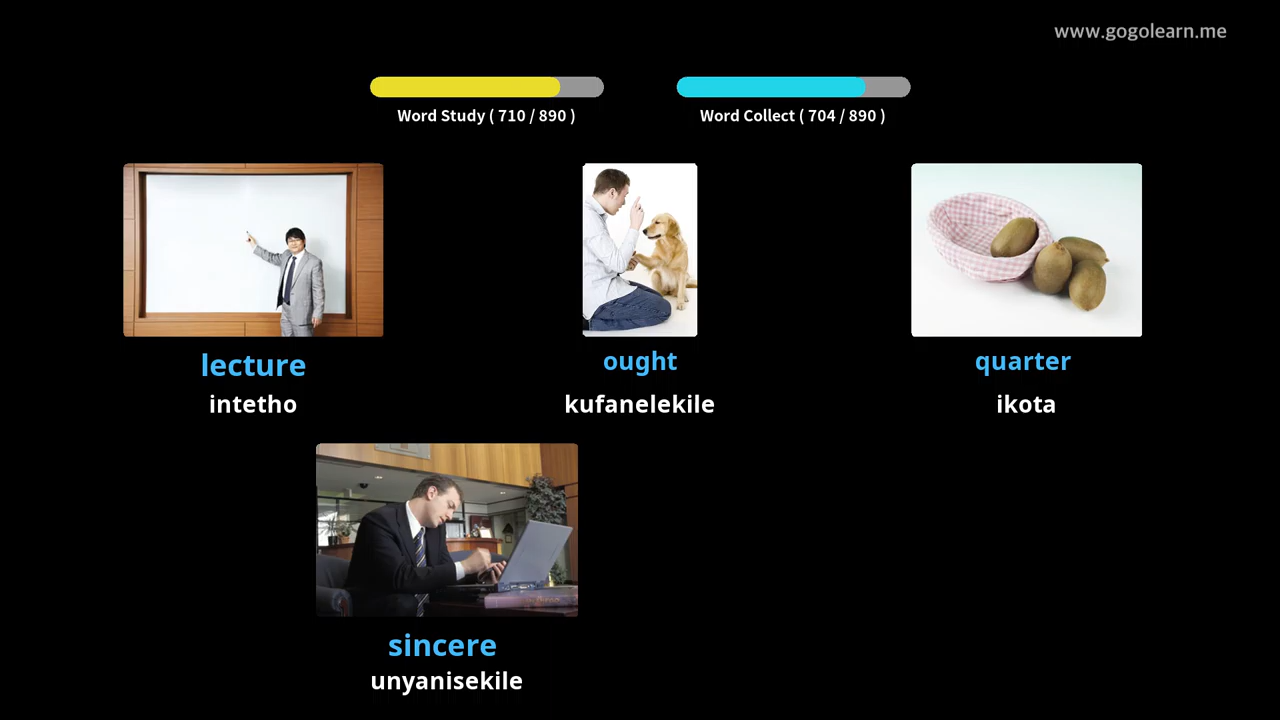 www.gogolearn.me
Word Study ( 710 / 890 )
Word Collect ( 704 / 890 )
lecture
intetho
ought
kufanelekile
quarter
ikota
sincere
unyanisekile